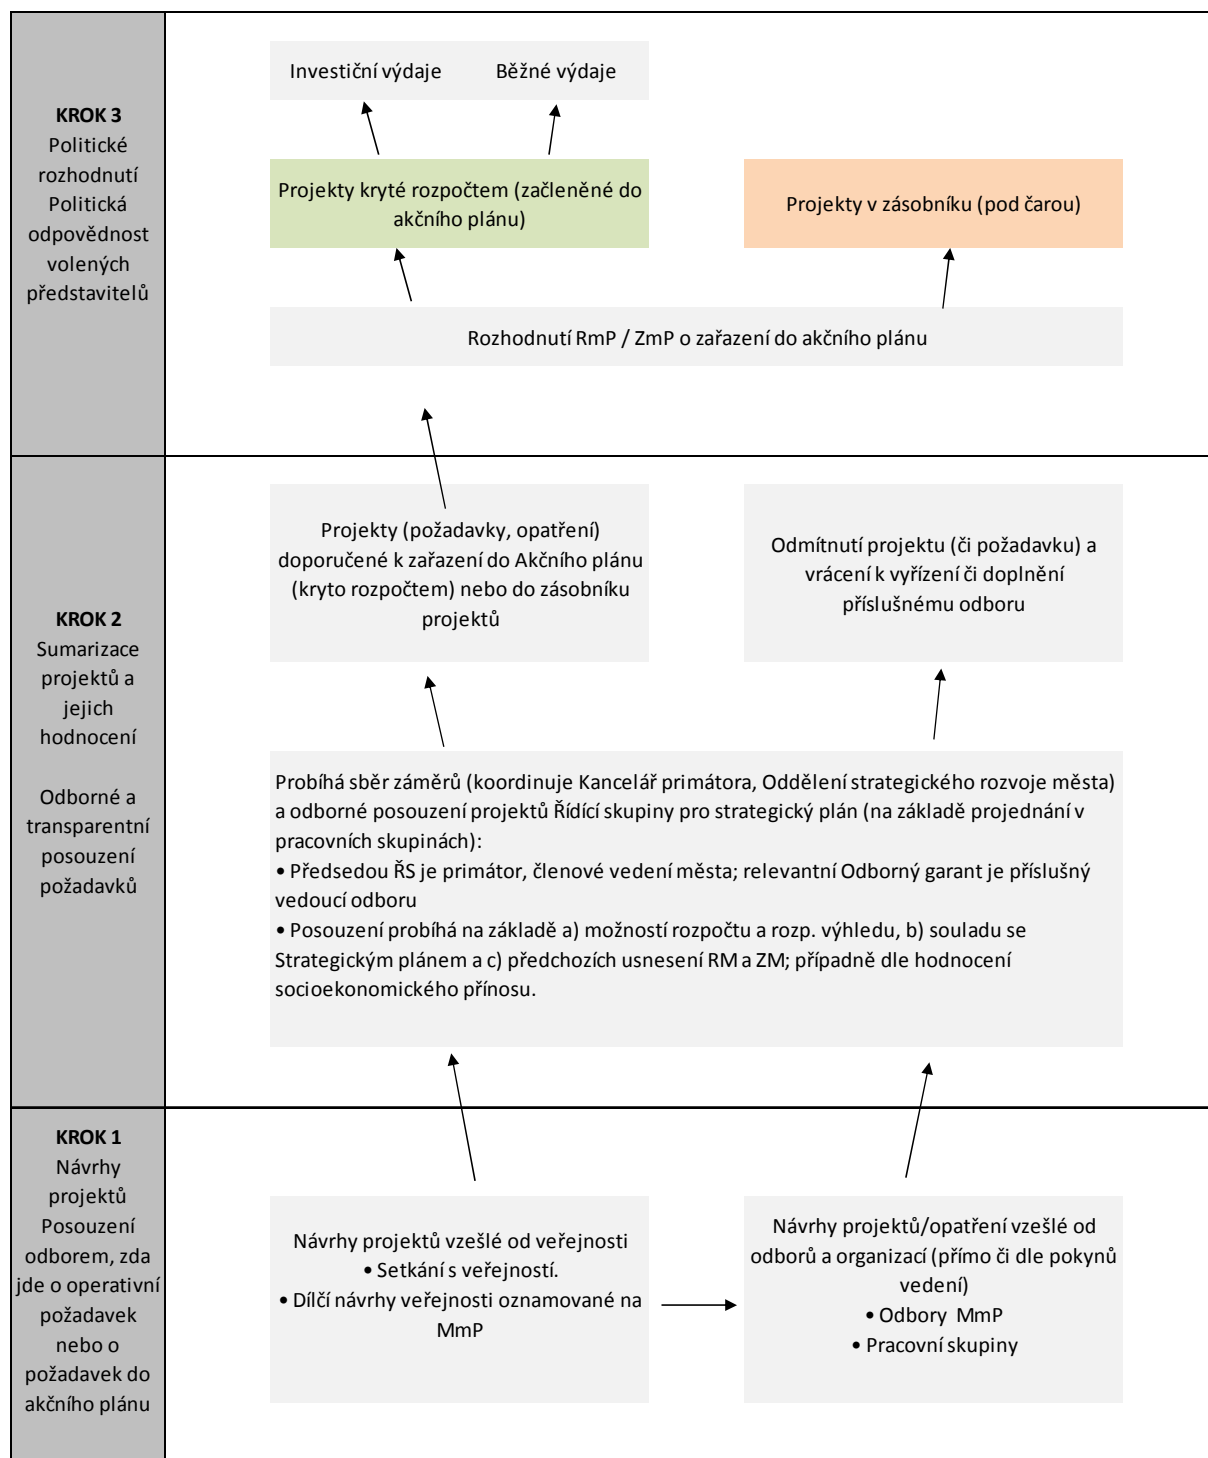 KROK 3
Politické
rozhodnutí
Politická
odpovědnost
volených
představitelů
Investiční výdaje Běžné výdaje
Projekty kryté rozpočtem (začleněné do
akčního plánu)
Projekty v zásobníku (pod čarou)
Rozhodnutí RmP / ZmP o zařazení do akčního plánu
KROK 2
Sumarizace
projektů a
jejich
hodnocení
Odborné a
transparentní
posouzení
požadavků
Projekty (požadavky, opatření)
doporučené k zařazení do Akčního plánu
(kryto rozpočtem) nebo do zásobníku
projektů
Odmítnutí projektu (či požadavku) a
vrácení k vyřízení či doplnění
příslušnému odboru
Probíhá sběr záměrů (koordinuje Kancelář primátora, Oddělení strategického rozvoje města)
a odborné posouzení projektů Řídící skupiny pro strategický plán (na základě projednání v
pracovních skupinách):
• Předsedou ŘS je primátor, členové vedení města; relevantní Odborný garant je příslušný
vedoucí odboru
• Posouzení probíhá na základě a) možností rozpočtu a rozp. výhledu, b) souladu se
Strategickým plánem a c) předchozích usnesení RM a ZM; případně dle hodnocení
socioekonomického přínosu.
KROK 1
Návrhy
projektů
Posouzení
odborem, zda
jde o operativní
požadavek
nebo o
požadavek do
akčního plánu
Návrhy projektů vzešlé od veřejnosti
• Setkání s veřejností.
• Dílčí návrhy veřejnosti oznamované na
MmP
Návrhy projektů/opatření vzešlé od
odborů a organizací (přímo či dle pokynů
vedení)
• Odbory MmP
• Pracovní skupiny